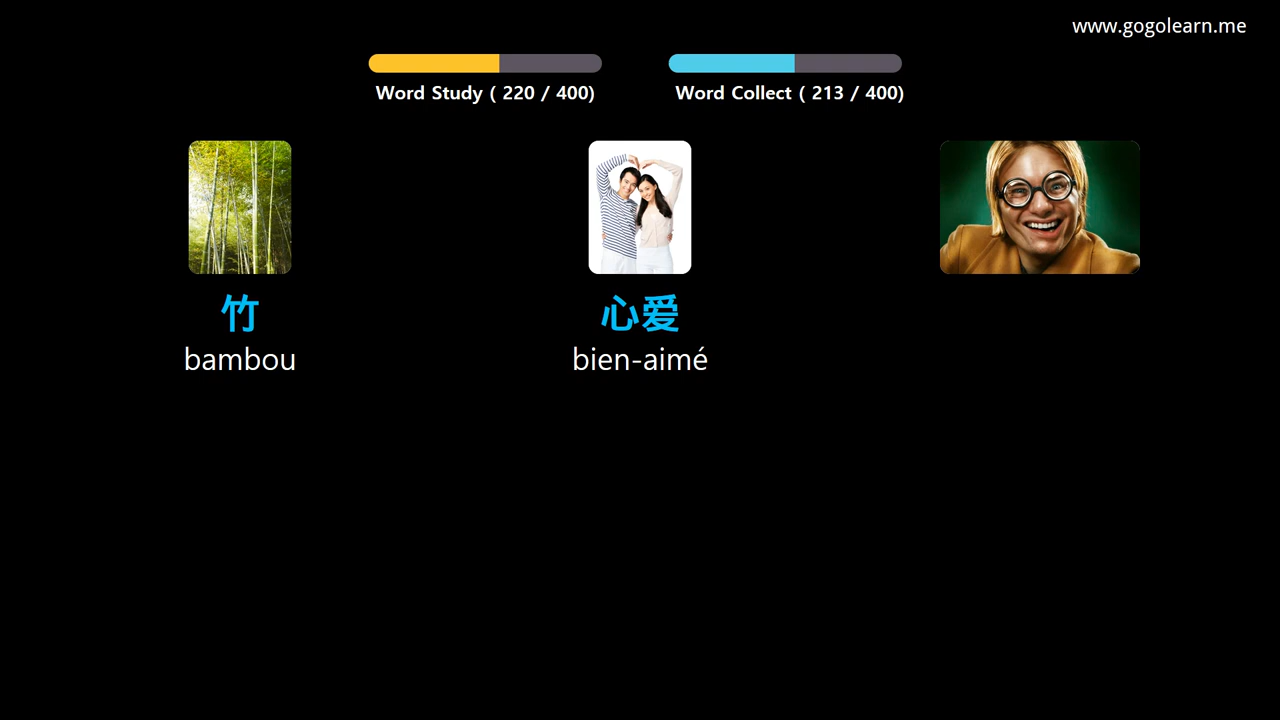 www.gogolearn.me
Word Study ( 220 / 400)
Word Collect ( 213 / 400)
竹
bambou
心爱
bien-aimé